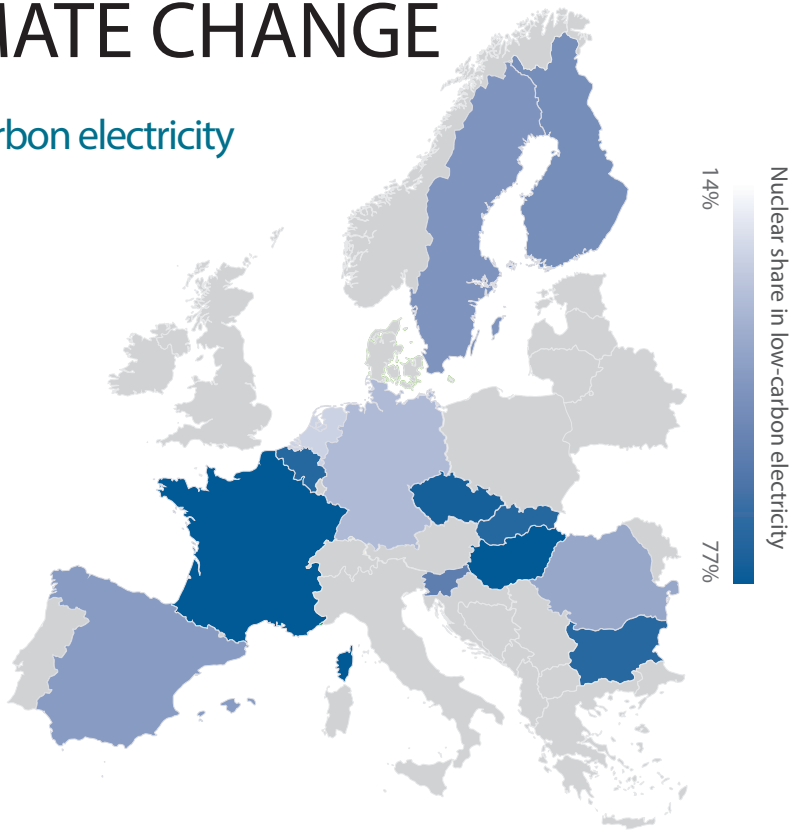 MATE CHANGE
rbon electricity
14%
Nuclear share in low-carbon electricity
77%